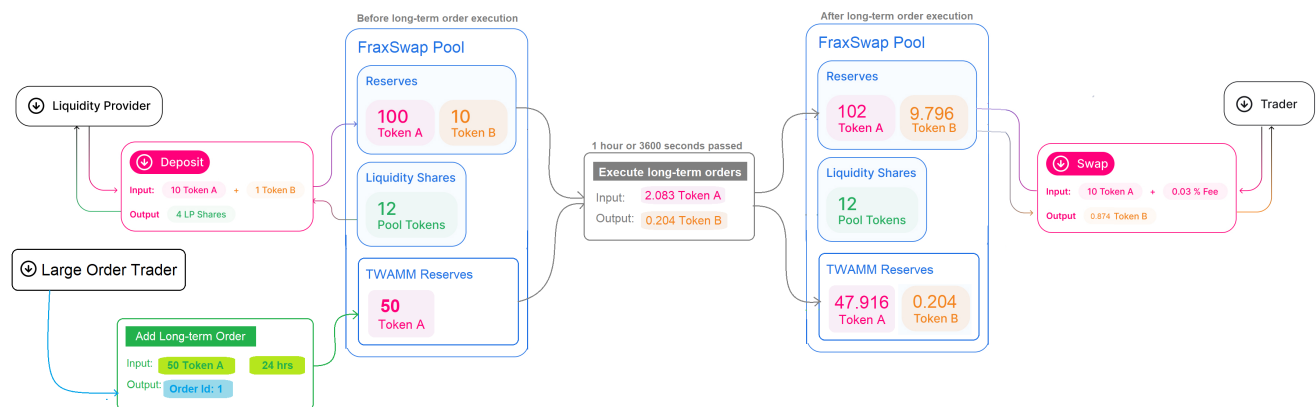 Before long-term order execution
FraxSwap Pool
Reserves
100
Token A
10
Token B
Liquidity Shares
12
Pool Tokens
TWAMM Reserves
50
Token A
Liquidity Provider
Deposit
Input: 10 Token A + 1 Token B
Output 4 LP Shares
Large Order Trader
Add Long-term Order
Input: 50 Token A 24 hrs
Output: Order Id: 1
1 hour or 3600 seconds passed
Execute long-term orders
Input: 2.083 Token A
Output: 0.204 Token B
After long-term order execution
FraxSwap Pool
Reserves
102
Token A
9.796
Token B
Liquidity Shares
12
Pool Tokens
TWAMM Reserves
47.916
Token A
0.204
Token B
Trader
Swap
Input: 10 Token A + 0.03 % Fee
Output 0.874 Token B